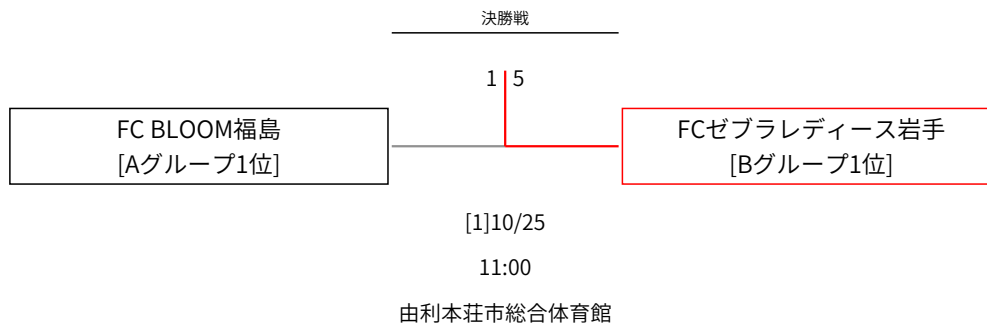 決勝戦
1 5
FC BLOOM福島
[Aグループ1位]
FCゼブラレディース岩手
[Bグループ1位]
[1]10/25
11:00
由利本荘市総合体育館